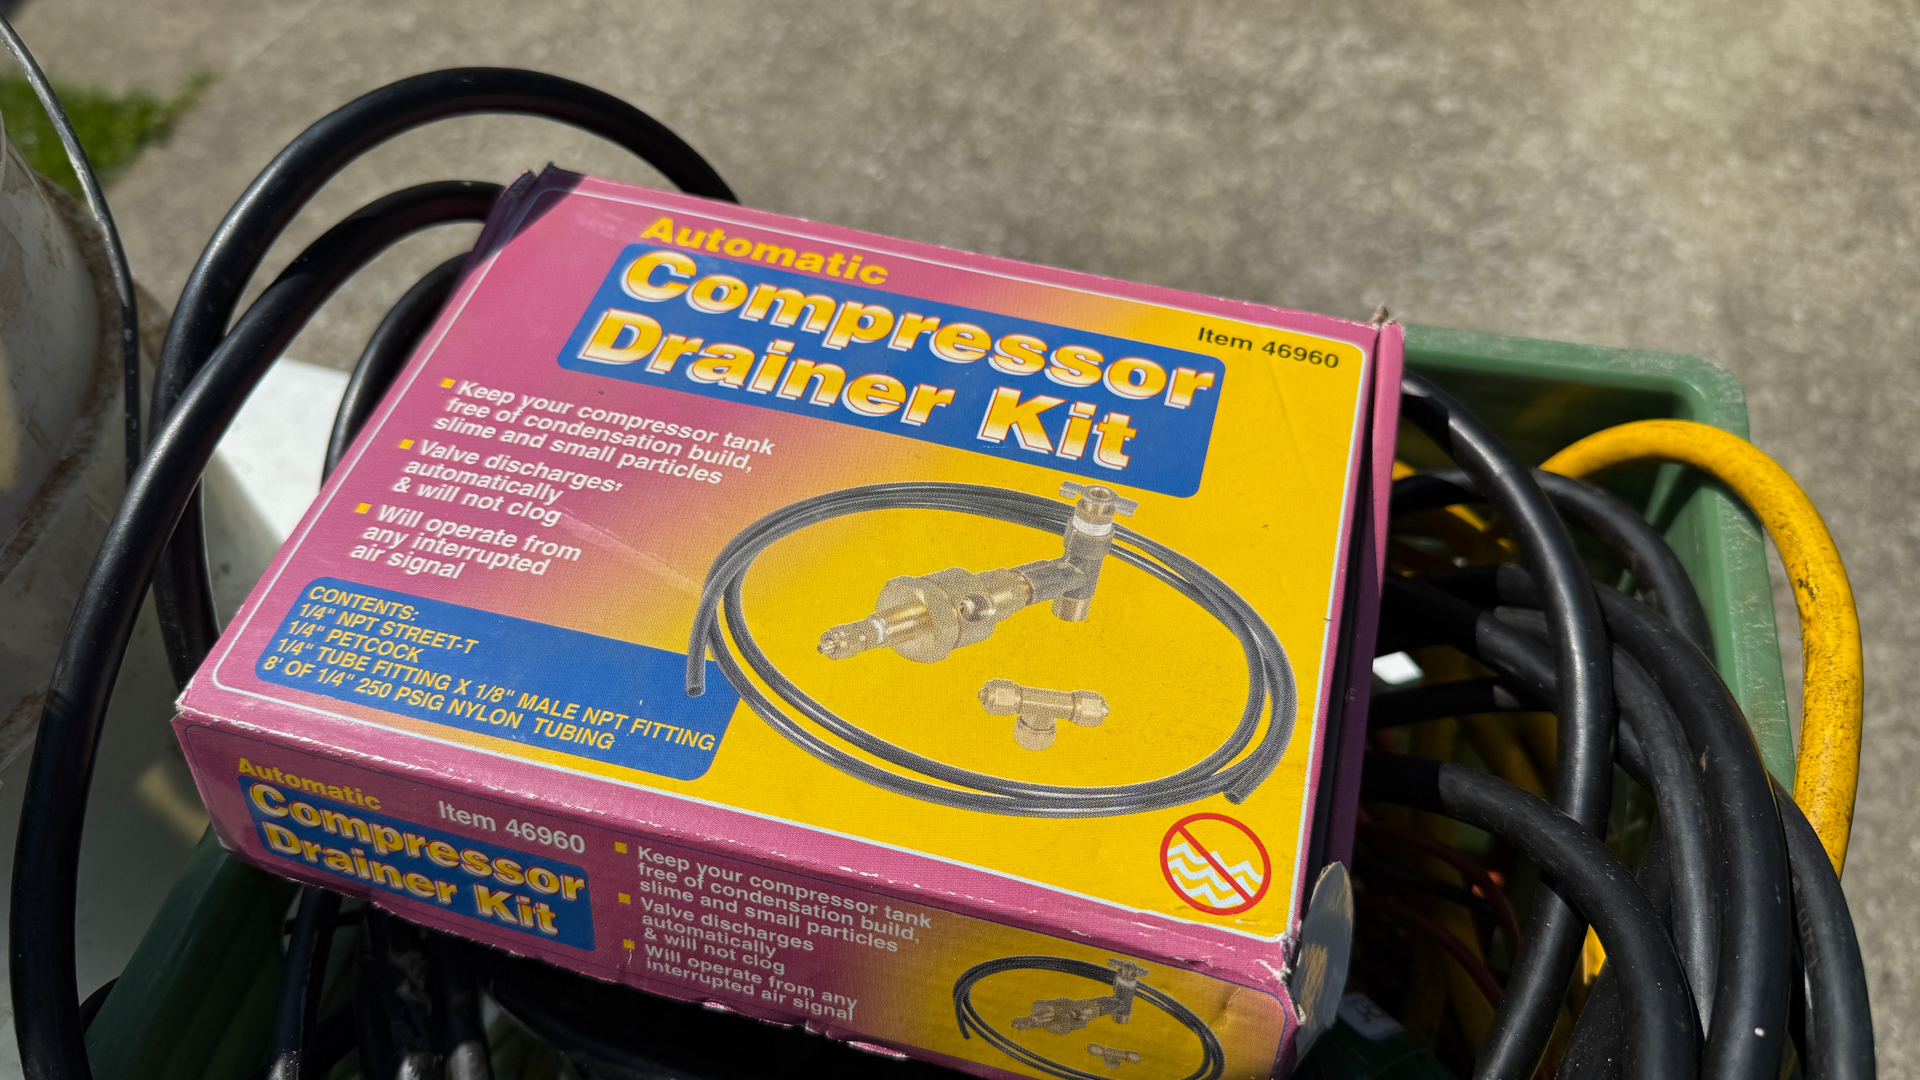 Automatic
Compressor
Drainer Kit
Item 46960
Keep your compressor tank
free of condensation build,
slime and small particles
Valve discharges
automatically
& will not clog
Will operate from
any interrupted
air signal
CONTENTS:
1/4" NPT STREET-T
1/4" PETCOCK
1/4" TUBE FITTING X 1/8" MALE NPT FITTING
8' OF 1/4" 250 PSIG NYLON TUBING
Automatic
Compressor
Drainer Kit
Item 46960
Keep your compressor tank
free of condensation build,
slime and small particles
Valve discharges
automatically
& will not clog
Will operate from any
interrupted air signal